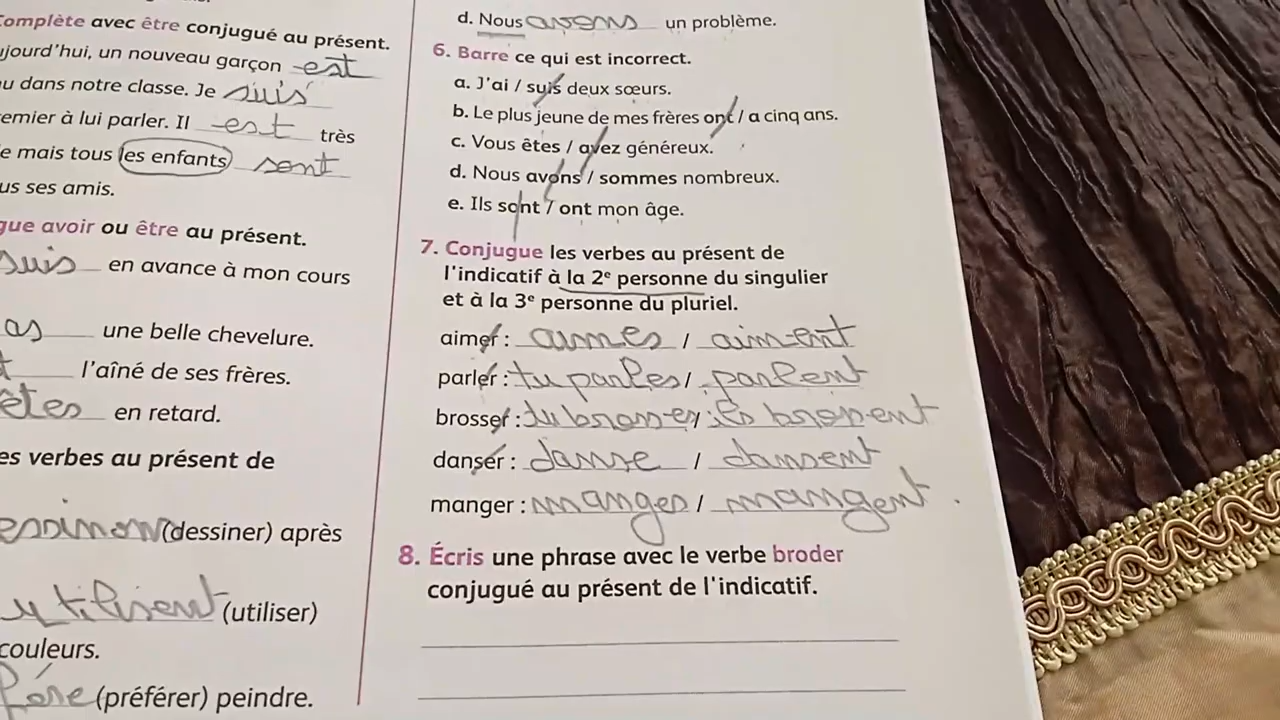 Complète avec être conjugué au présent.
ujourd'hui, un nouveau garçon est
u dans notre classe. Je suis
emier à lui parler. Il est très
e mais tous les enfants sont
us ses amis.
gue avoir ou être au présent.
suis en avance à mon cours
as une belle chevelure.
t l'aîné de ses frères.
êtes en retard.
es verbes au présent de
(dessiner) après
utilisent (utiliser)
couleurs.
(préférer) peindre.
d. Nous avons un problème.
6. Barre ce qui est incorrect.
a. J'ai / suis deux sœurs.
b. Le plus jeune de mes frères ont / a cinq ans.
c. Vous êtes / avez généreux.
d. Nous avons / sommes nombreux.
e. Ils sont / ont mon âge.
7. Conjugue les verbes au présent de
l'indicatif à la 2e personne du singulier
et à la 3e personne du pluriel.
aimer : aimes / aiment
parler : tu parles / parlent
brosser : tu brosses / ils brossent
danser : danse / dansent
manger : manges / mangent
8. Écris une phrase avec le verbe broder
conjugué au présent de l'indicatif.